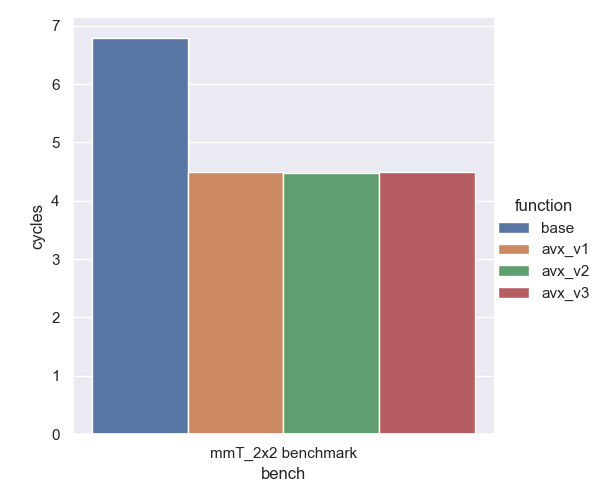 7
6
5
4
3
2
1
0
cycles
mmT_2x2 benchmark
bench
function
base
avx_v1
avx_v2
avx_v3